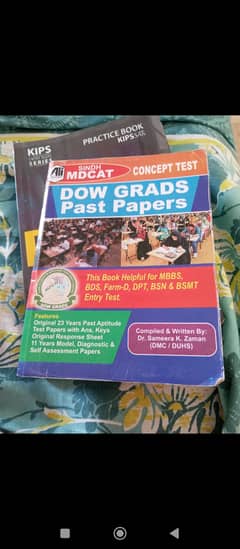 PRACTICE BOOK
KIPS
KIPS
SERIES
Ali
SINDH
MDCAT
CONCEPT TEST
DOW GRADS
Past Papers
This Book Helpful for MBBS,
BDS, Farm-D, DPT, BSN & BSMT
Entry Test.
DOW GRADS
Features
Original 23 Years Past Aptitude
Test Papers with Ans, Keys
Original Response Sheet
11 Years Model, Diagnostic &
Self Assessment Papers
Compiled & Written By:
Dr. Sameera K. Zaman
(DMC / DUHS)